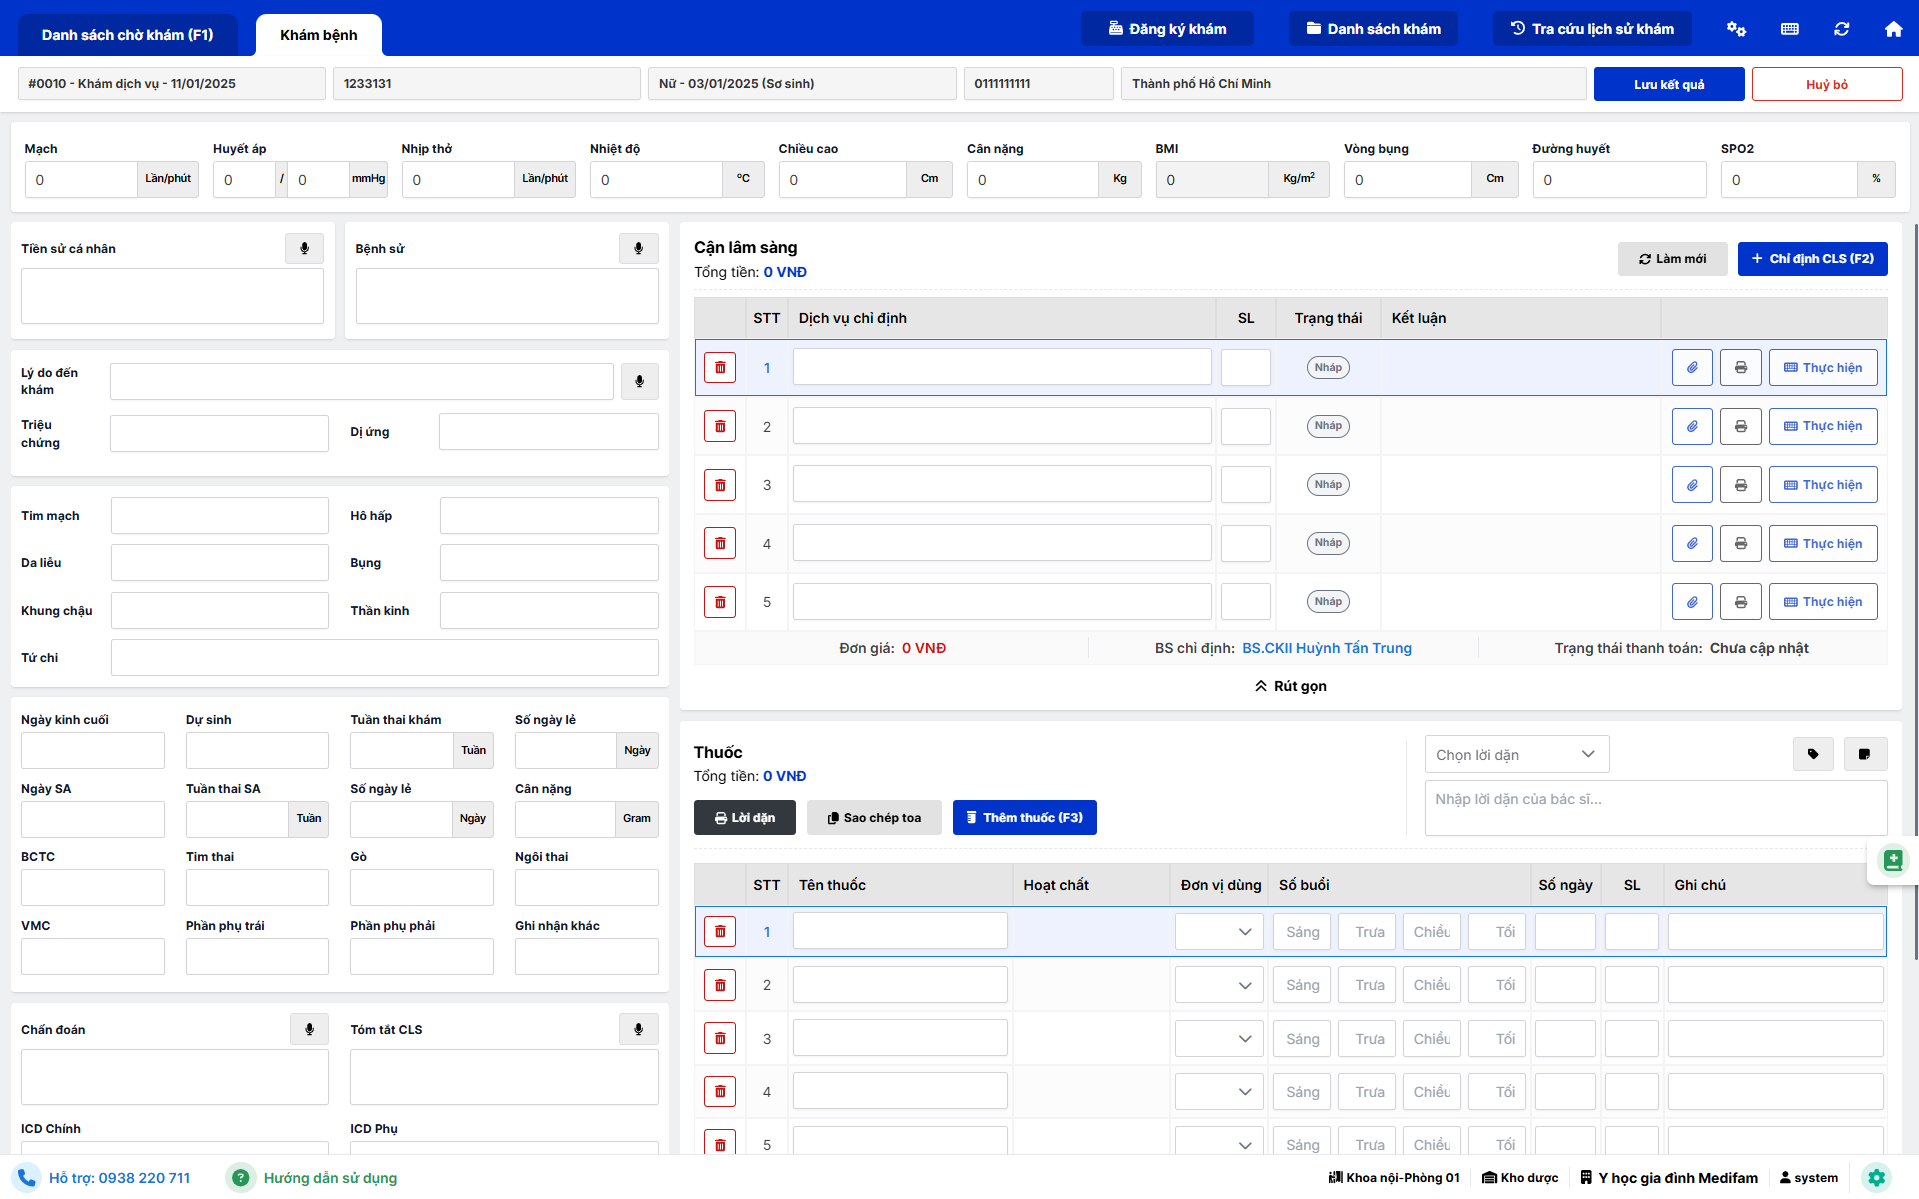 Danh sách chờ khám (F1)
Khám bệnh
Đăng ký khám
Danh sách khám
Tra cứu lịch sử khám
#0010 - Khám dịch vụ - 11/01/2025
1233131
Nữ - 03/01/2025 (Sơ sinh)
0111111111
Thành phố Hồ Chí Minh
Lưu kết quả
Huỷ bỏ
Mạch
Huyết áp
Nhịp thở
Nhiệt độ
Chiều cao
Cân nặng
BMI
Vòng bụng
Đường huyết
SPO2
0 Lần/phút
0 / 0 mmHg
0 Lần/phút
0 ºC
0 Cm
0 Kg
0 Kg/m²
0 Cm
0
0 %
Tiền sử cá nhân
Bệnh sử
Lý do đến khám
Triệu chứng
Dị ứng
Tim mạch
Hô hấp
Da liễu
Bụng
Khung chậu
Thần kinh
Tứ chi
Ngày kinh cuối
Dự sinh
Tuần thai khám
Số ngày lẻ
Tuần
Ngày
Ngày SA
Tuần thai SA
Số ngày lẻ
Cân nặng
Tuần
Ngày
Gram
BCTC
Tim thai
Gò
Ngôi thai
VMC
Phần phụ trái
Phần phụ phải
Ghi nhận khác
Chẩn đoán
Tóm tắt CLS
ICD Chính
ICD Phụ
Cận lâm sàng
Tổng tiền: 0 VNĐ
Làm mới
+ Chỉ định CLS (F2)
STT Dịch vụ chỉ định SL Trạng thái Kết luận
1 Nháp Thực hiện
2 Nháp Thực hiện
3 Nháp Thực hiện
4 Nháp Thực hiện
5 Nháp Thực hiện
Đơn giá: 0 VNĐ
BS chỉ định: BS.CKII Huỳnh Tấn Trung
Trạng thái thanh toán: Chưa cập nhật
Rút gọn
Thuốc
Tổng tiền: 0 VNĐ
Lời dặn
Sao chép toa
Thêm thuốc (F3)
Chọn lời dặn
Nhập lời dặn của bác sĩ...
STT Tên thuốc Hoạt chất Đơn vị dùng Số buổi Số ngày SL Ghi chú
1 Sáng Trưa Chiều Tối
2 Sáng Trưa Chiều Tối
3 Sáng Trưa Chiều Tối
4 Sáng Trưa Chiều Tối
5 Sáng Trưa Chiều Tối
Hỗ trợ: 0938 220 711
Hướng dẫn sử dụng
Khoa nội-Phòng 01
Kho dược
Y học gia đình Medifam
system